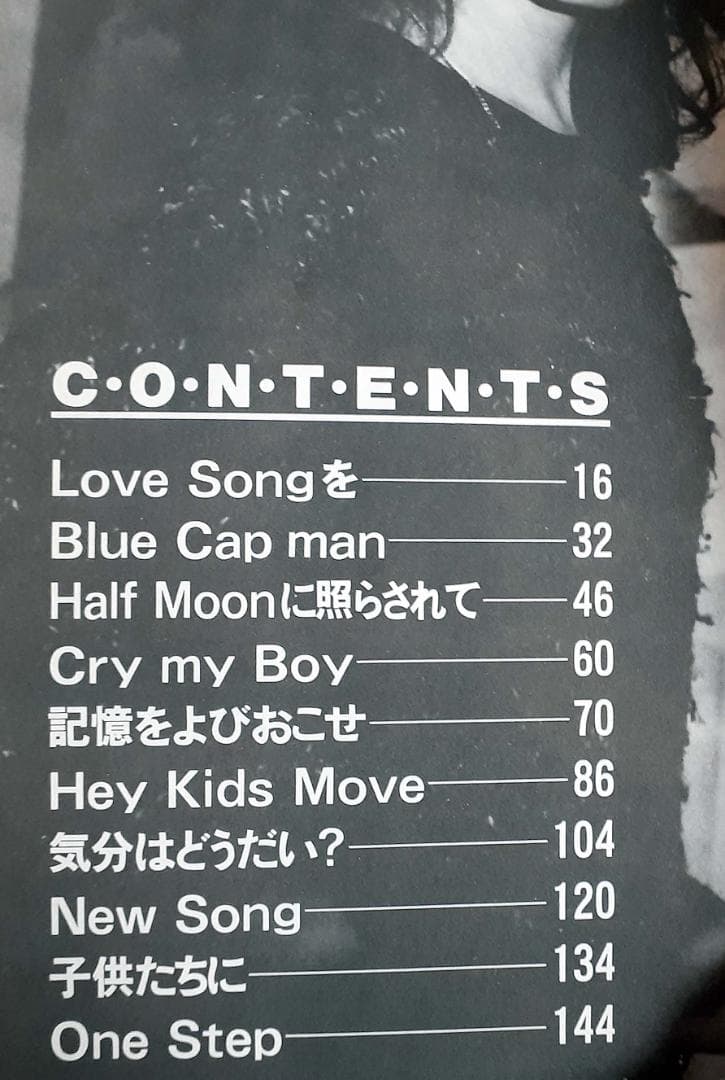 C・O・N・T・E・N・T・S
Love Songを 16
Blue Cap man 32
Half Moonに照らされて 46
Cry my Boy 60
記憶をよびおこせ 70
Hey Kids Move 86
気分はどうだい? 104
New Song 120
子供たちに 134
One Step 144